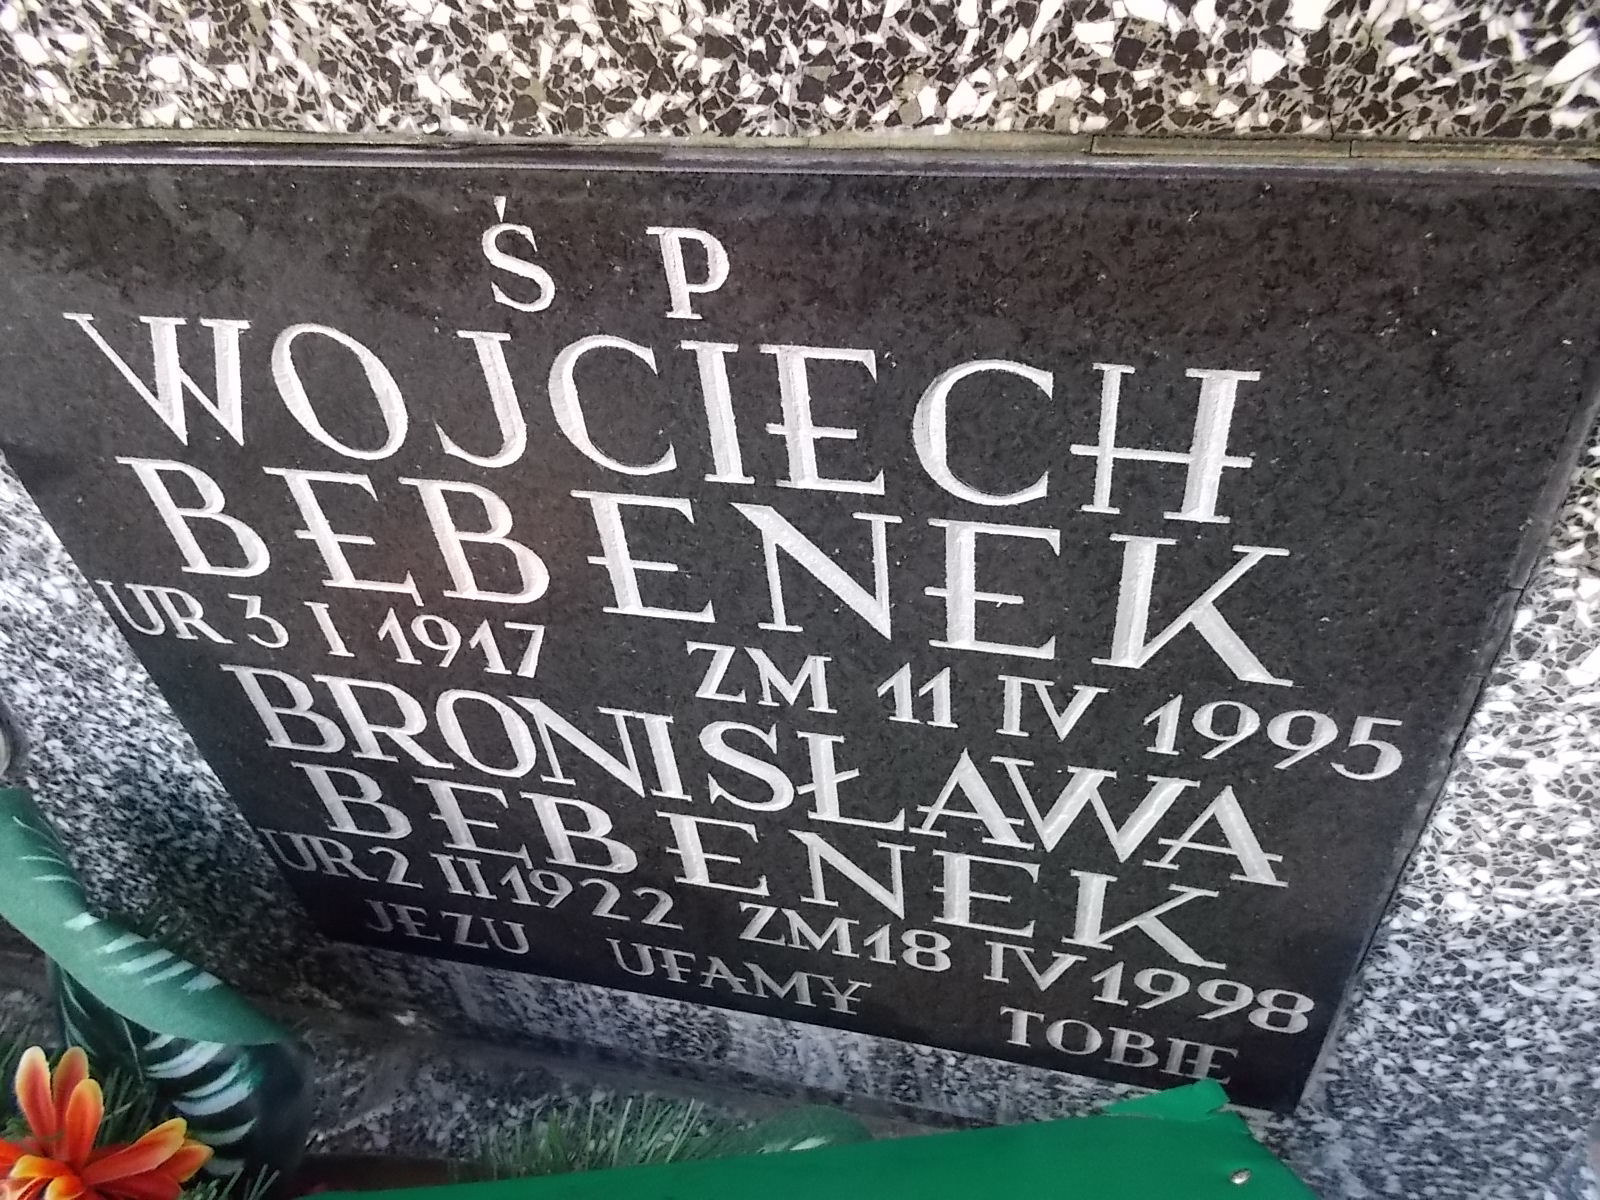 Ś P
WOJCIECH
BĘBENEK
UR 3 I 1917 ZM 11 IV 1995
BRONISŁAWA
BĘBENEK
UR 2 II 1922 ZM 18 IV 1998
JEZU UFAMY TOBIE